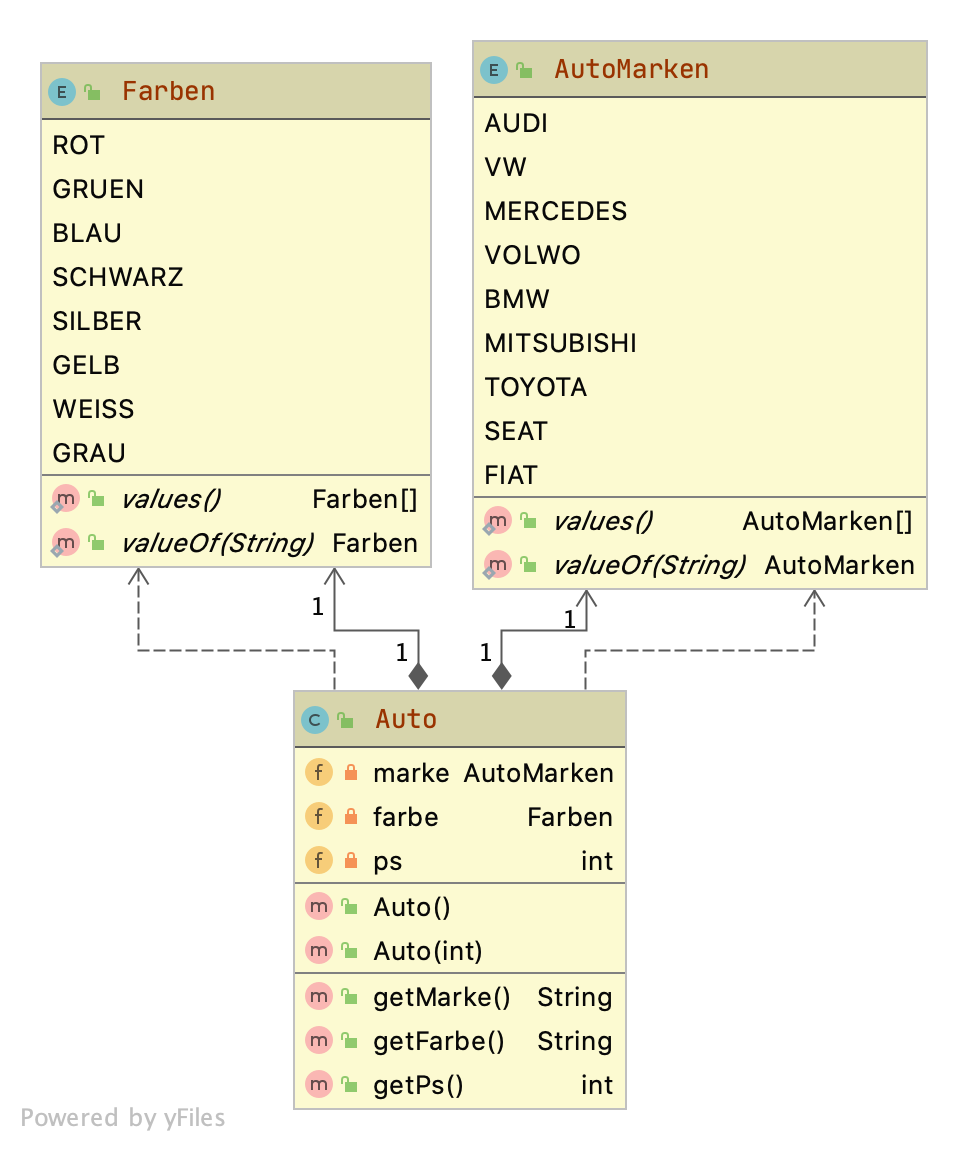 E Farben
ROT
GRUEN
BLAU
SCHWARZ
SILBER
GELB
WEISS
GRAU
m values() Farben[]
m valueOf(String) Farben
E AutoMarken
AUDI
VW
MERCEDES
VOLWO
BMW
MITSUBISHI
TOYOTA
SEAT
FIAT
m values() AutoMarken[]
m valueOf(String) AutoMarken
1 1
1 1
C Auto
f marke AutoMarken
f farbe Farben
f ps int
m Auto()
m Auto(int)
m getMarke() String
m getFarbe() String
m getPs() int
Powered by yFiles